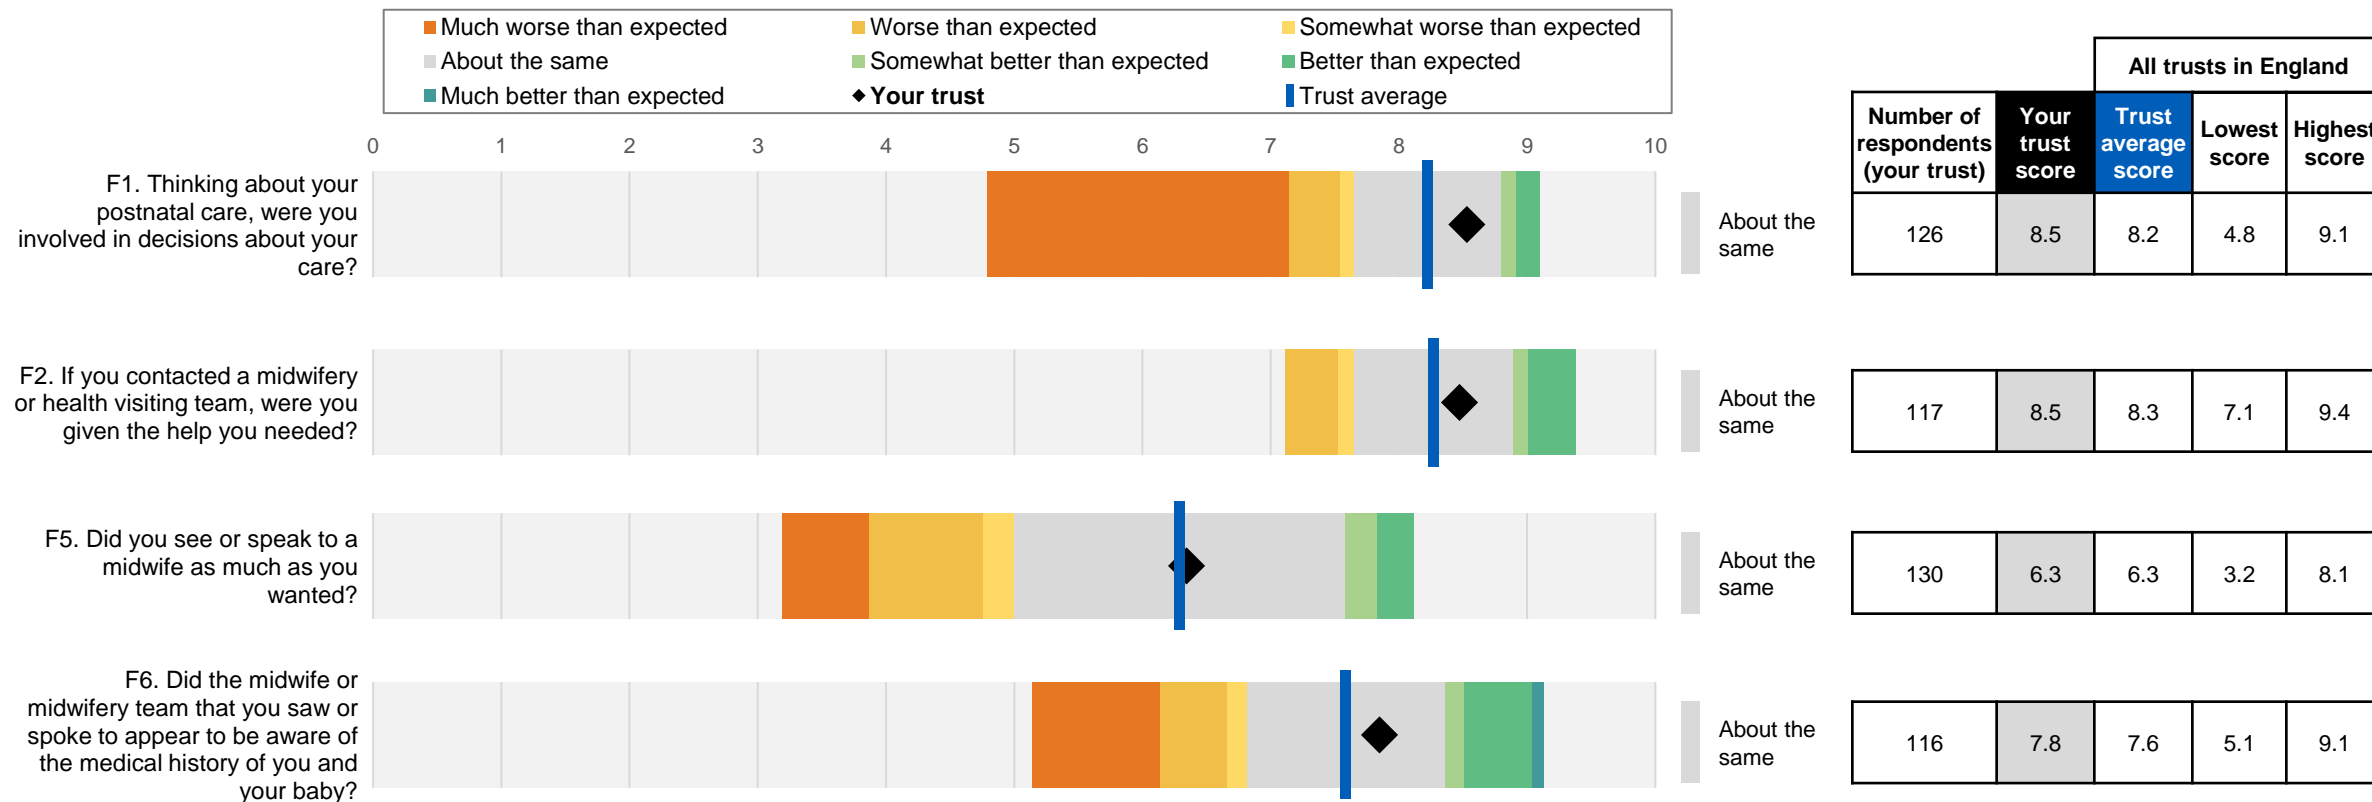 Much worse than expected
Worse than expected
Somewhat worse than expected
About the same
Somewhat better than expected
Better than expected
Much better than expected
Your trust
Trust average
All trusts in England
Number of respondents (your trust)
Your trust score
Trust average score
Lowest score
Highest score
0 1 2 3 4 5 6 7 8 9 10
F1. Thinking about your
postnatal care, were you
involved in decisions about your
care?
About the
same
126 8.5 8.2 4.8 9.1
F2. If you contacted a midwifery
or health visiting team, were you
given the help you needed?
About the
same
117 8.5 8.3 7.1 9.4
F5. Did you see or speak to a
midwife as much as you
wanted?
About the
same
130 6.3 6.3 3.2 8.1
F6. Did the midwife or
midwifery team that you saw or
spoke to appear to be aware of
the medical history of you and
your baby?
About the
same
116 7.8 7.6 5.1 9.1